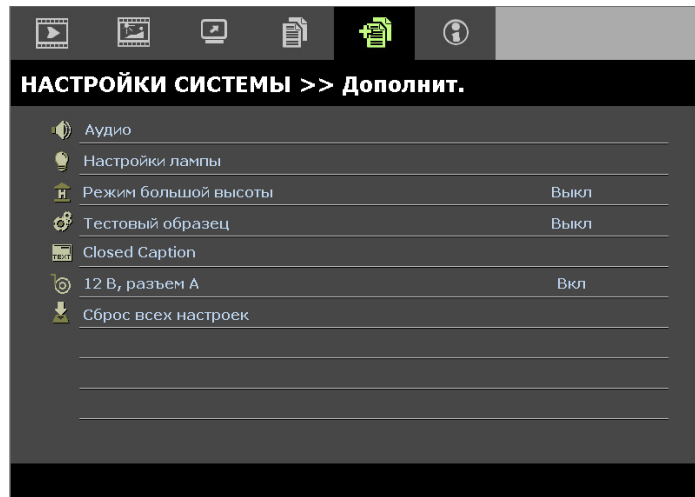 НАСТРОЙКИ СИСТЕМЫ >> Дополнит.
Аудио
Настройки лампы
H Режим большой высоты Выкл
Тестовый образец Выкл
TEXT Closed Caption
12 В, разъем A Вкл
Сброс всех настроек